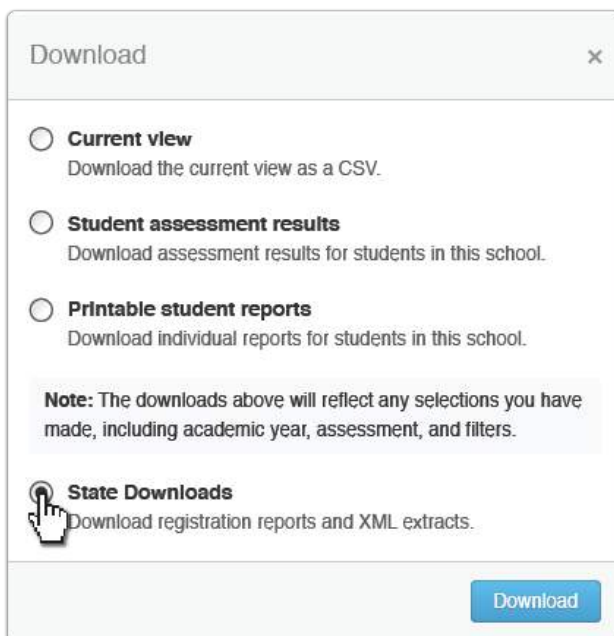 Download ×
Current view
Download the current view as a CSV.
Student assessment results
Download assessment results for students in this school.
Printable student reports
Download individual reports for students in this school.
Note: The downloads above will reflect any selections you have
made, including academic year, assessment, and filters.
State Downloads
Download registration reports and XML extracts.
Download